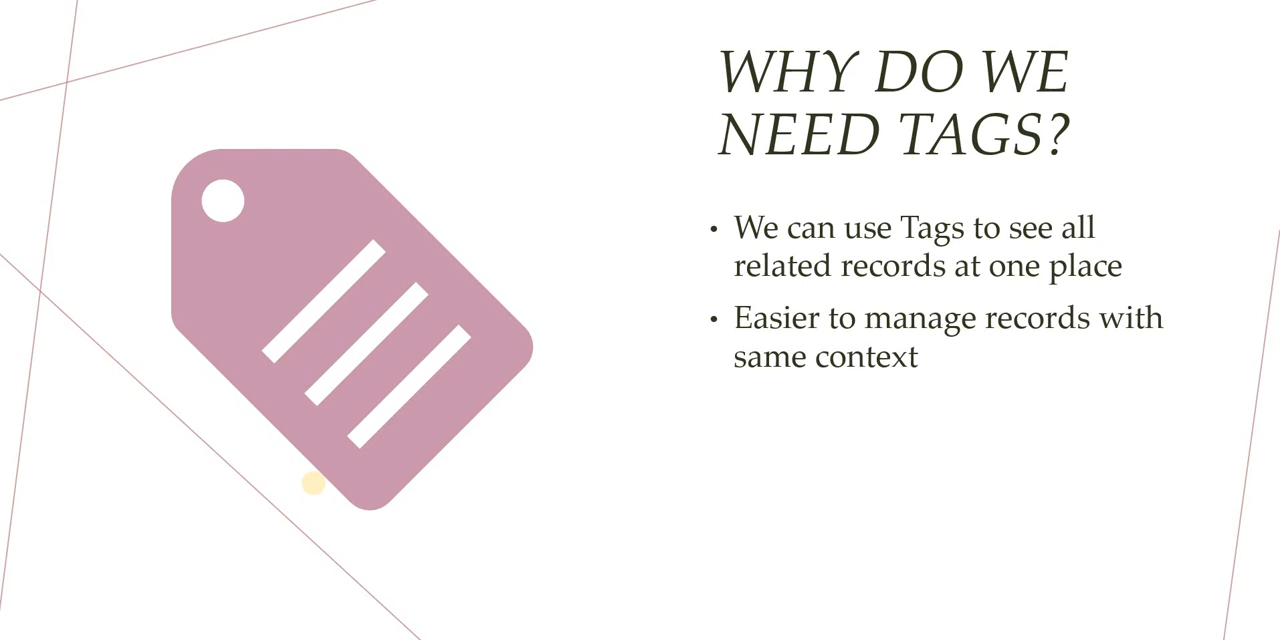 WHY DO WE
NEED TAGS?
• We can use Tags to see all
related records at one place
• Easier to manage records with
same context